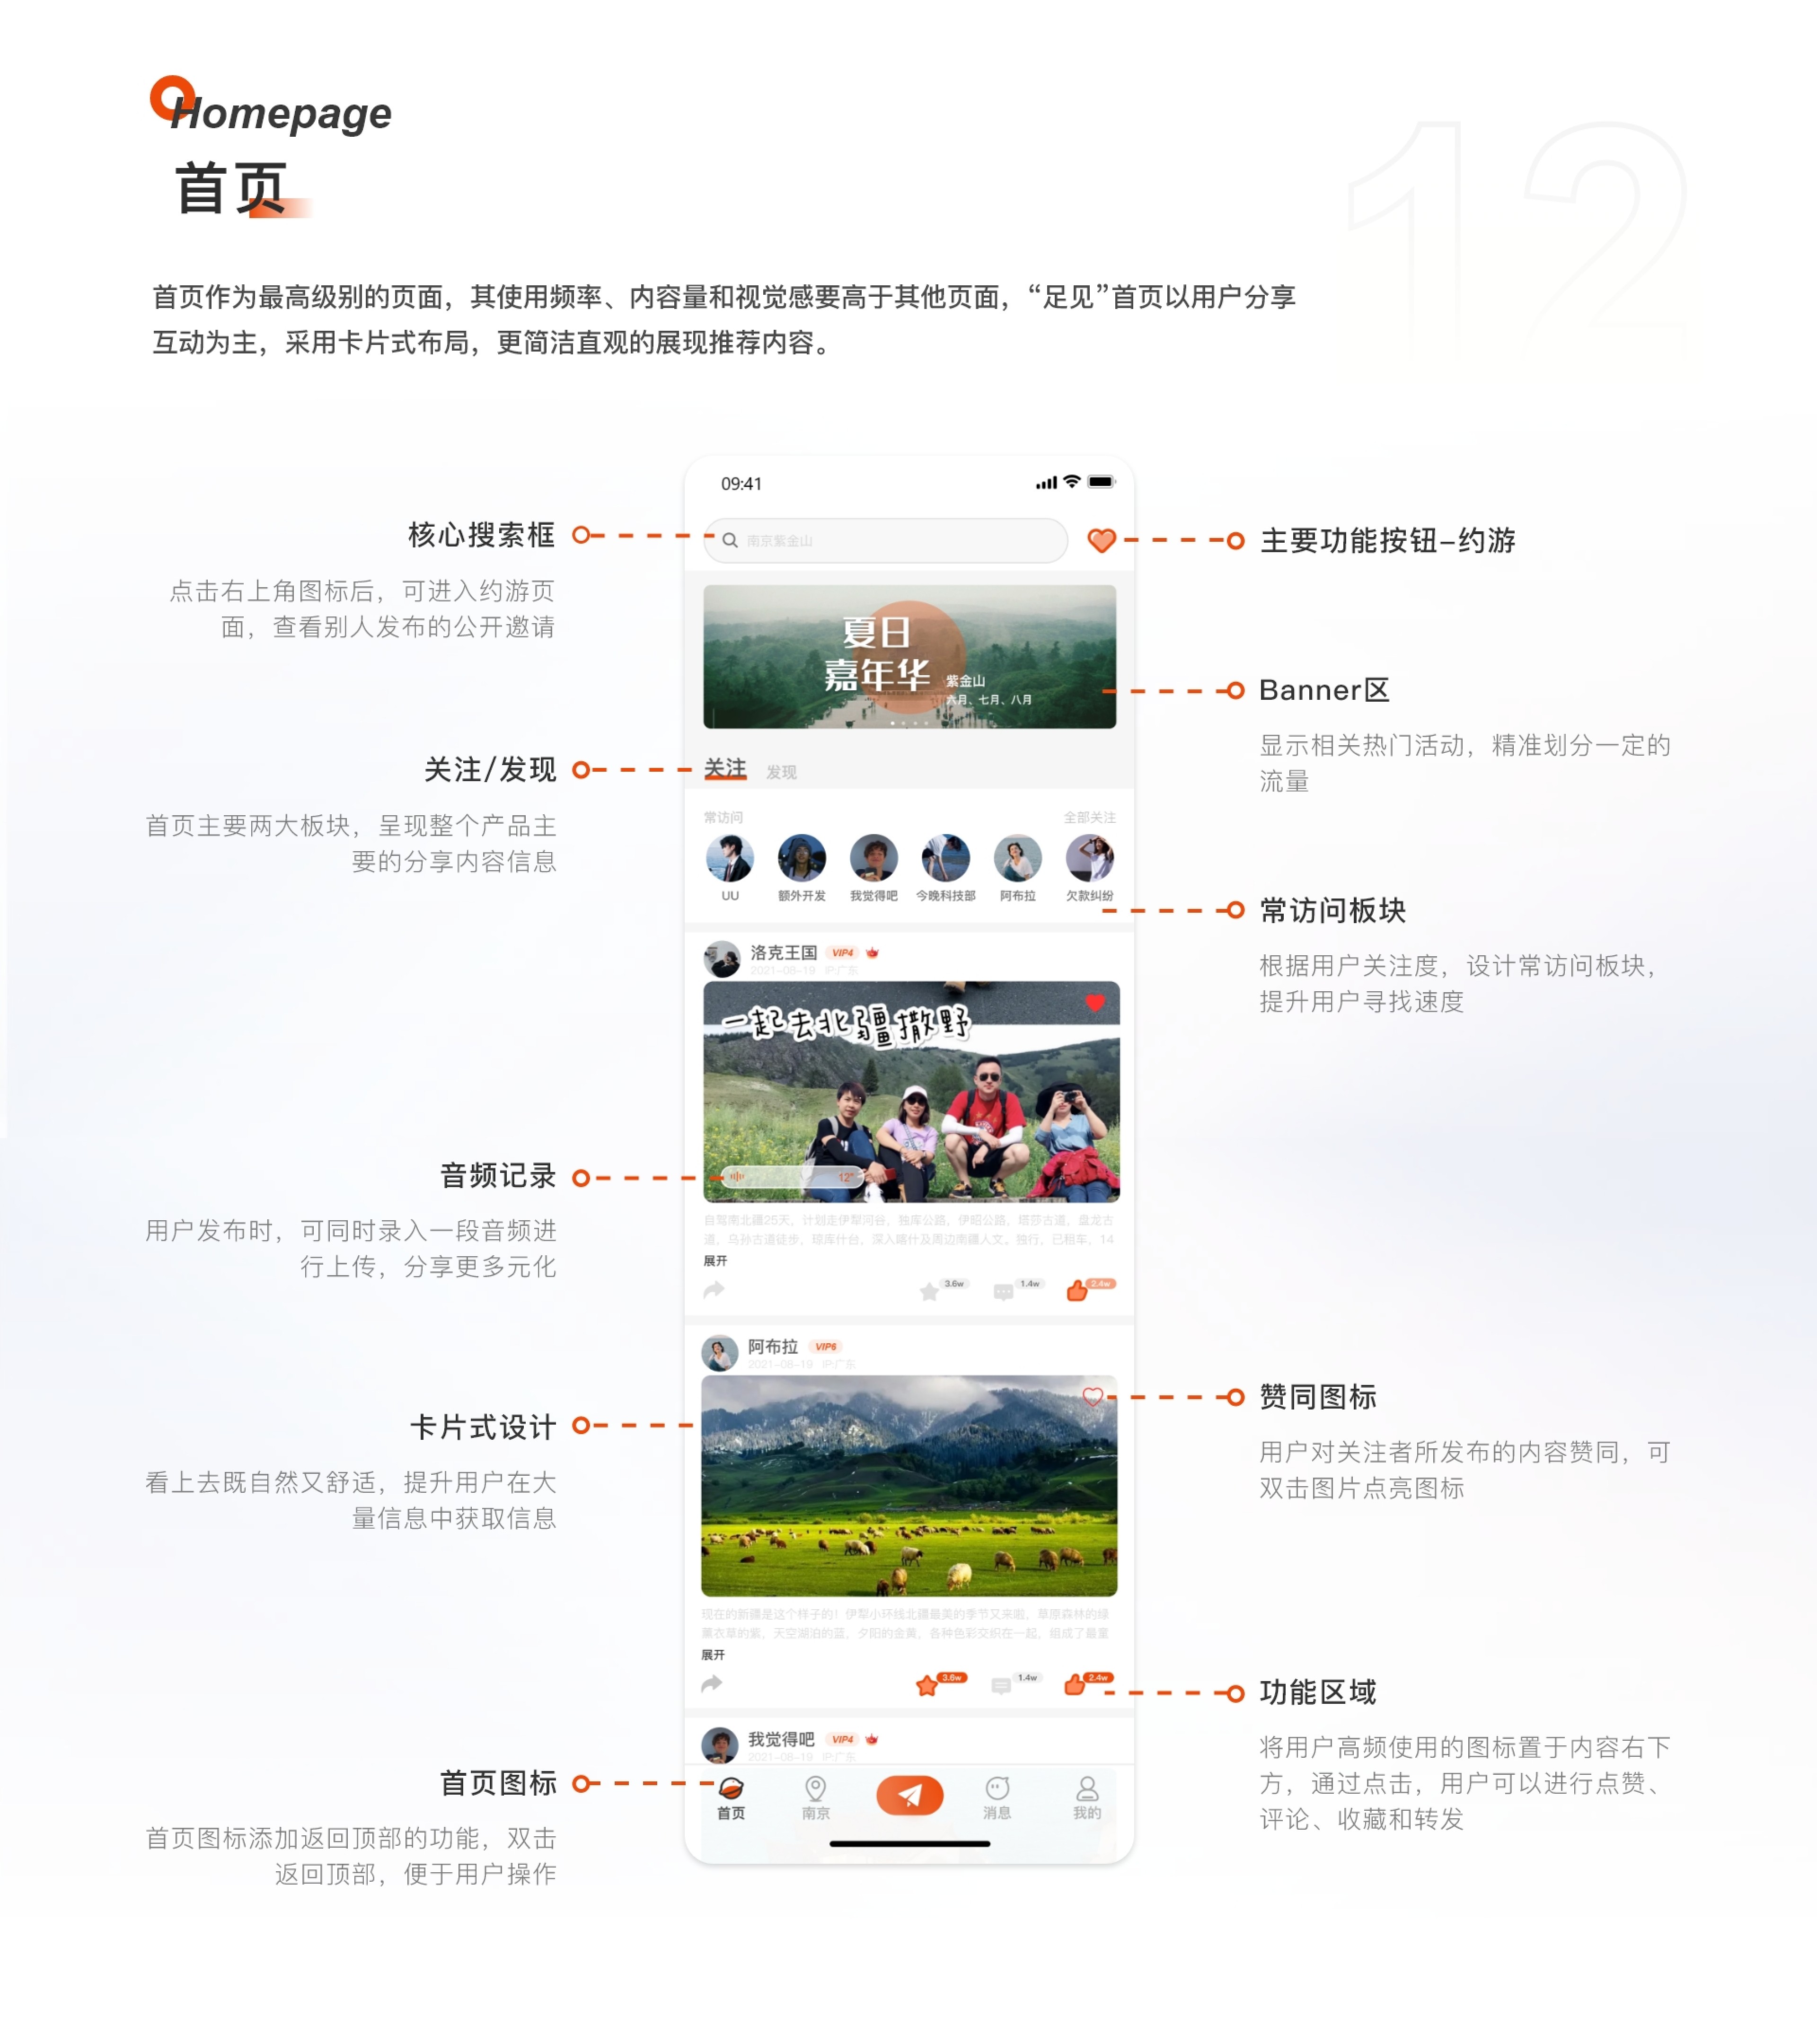 Homepage
首页
12
首页作为最高级别的页面，其使用频率、内容量和视觉感要高于其他页面，“足见”首页以用户分享
互动为主，采用卡片式布局，更简洁直观的展现推荐内容。
核心搜索框
点击右上角图标后，可进入约游页
面，查看别人发布的公开邀请
关注/发现
首页主要两大板块，呈现整个产品主
要的分享内容信息
音频记录
用户发布时，可同时录入一段音频进
行上传，分享更多元化
卡片式设计
看上去既自然又舒适，提升用户在大
量信息中获取信息
首页图标
首页图标添加返回顶部的功能，双击
返回顶部，便于用户操作
09:41
南京紫金山
夏日
嘉年华
紫金山
六月、七月、八月
关注 发现
常访问 全部关注
UU 额外开发 我觉得吧 今晚科技部 阿布拉 欠款纠纷
洛克王国 VIP4
2021-08-19 IP:广东
一起去北疆撒野
12"
自驾南北疆25天，计划走伊犁河谷，独库公路，伊昭公路，塔莎古道，盘龙古
道，乌孙古道徒步，琼库什台，深入喀什及周边南疆人文。独行，已租车，14
展开
3.6w 1.4w 2.4w
阿布拉 VIP6
2021-08-19 IP:广东
现在的新疆是这个样子的！伊犁小环线北疆最美的季节又来啦，草原森林的绿
薰衣草的紫，天空湖泊的蓝，夕阳的金黄，各种色彩交织在一起，组成了最童
展开
3.6w 1.4w 2.4w
我觉得吧 VIP4
2021-08-19 IP:广东
首页 南京 消息 我的
主要功能按钮-约游
Banner区
显示相关热门活动，精准划分一定的
流量
常访问板块
根据用户关注度，设计常访问板块，
提升用户寻找速度
赞同图标
用户对关注者所发布的内容赞同，可
双击图片点亮图标
功能区域
将用户高频使用的图标置于内容右下
方，通过点击，用户可以进行点赞、
评论、收藏和转发